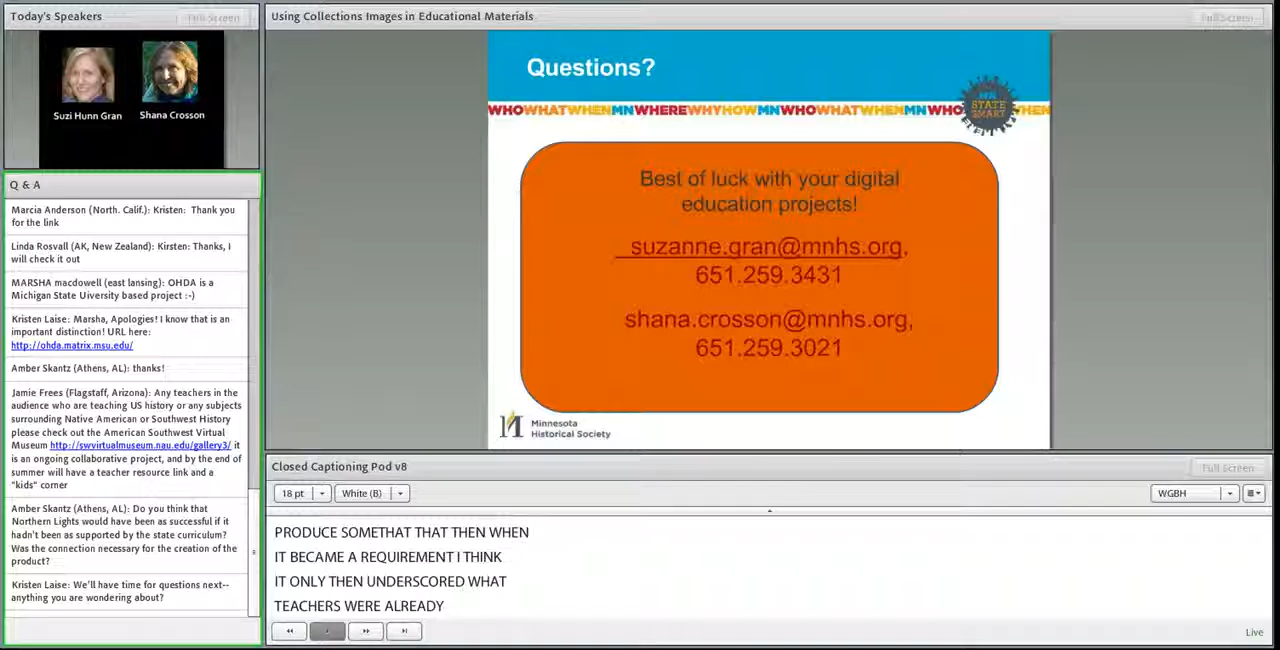 Today's Speakers
Full Screen
Suzi Hunn Gran
Shana Crosson
Q & A
Marcia Anderson (North. Calif.): Kristen: Thank you
for the link
Linda Rosvall (AK, New Zealand): Kirsten: Thanks, I
will check it out
MARSHA macdowell (east lansing): OHDA is a
Michigan State Uiversity based project :-)
Kristen Laise: Marsha, Apologies! I know that is an
important distinction! URL here:
http://ohda.matrix.msu.edu/
Amber Skantz (Athens, AL): thanks!
Jamie Frees (Flagstaff, Arizona): Any teachers in the
audience who are teaching US history or any subjects
surrounding Native American or Southwest History
please check out the American Southwest Virtual
Museum http://swvirtualmuseum.nau.edu/gallery3/ it
is an ongoing collaborative project, and by the end of
summer will have a teacher resource link and a
"kids" corner
Amber Skantz (Athens, AL): Do you think that
Northern Lights would have been as successful if it
hadn't been as supported by the state curriculum?
Was the connection necessary for the creation of the
product?
Kristen Laise: We'll have time for questions next--
anything you are wondering about?
Using Collections Images in Educational Materials
Full Screen
Questions?
WHOWHATWHENMNWHEREWHYHOWMNWHOWHATWHENMNWHO
MN
STATE
SMART
HEN
Best of luck with your digital
education projects!
suzanne.gran@mnhs.org,
651.259.3431
shana.crosson@mnhs.org,
651.259.3021
Minnesota
Historical Society
Closed Captioning Pod v8
Full Screen
18 pt
White (B)
WGBH
PRODUCE SOMETHAT THAT THEN WHEN
IT BECAME A REQUIREMENT I THINK
IT ONLY THEN UNDERSCORED WHAT
TEACHERS WERE ALREADY
Live